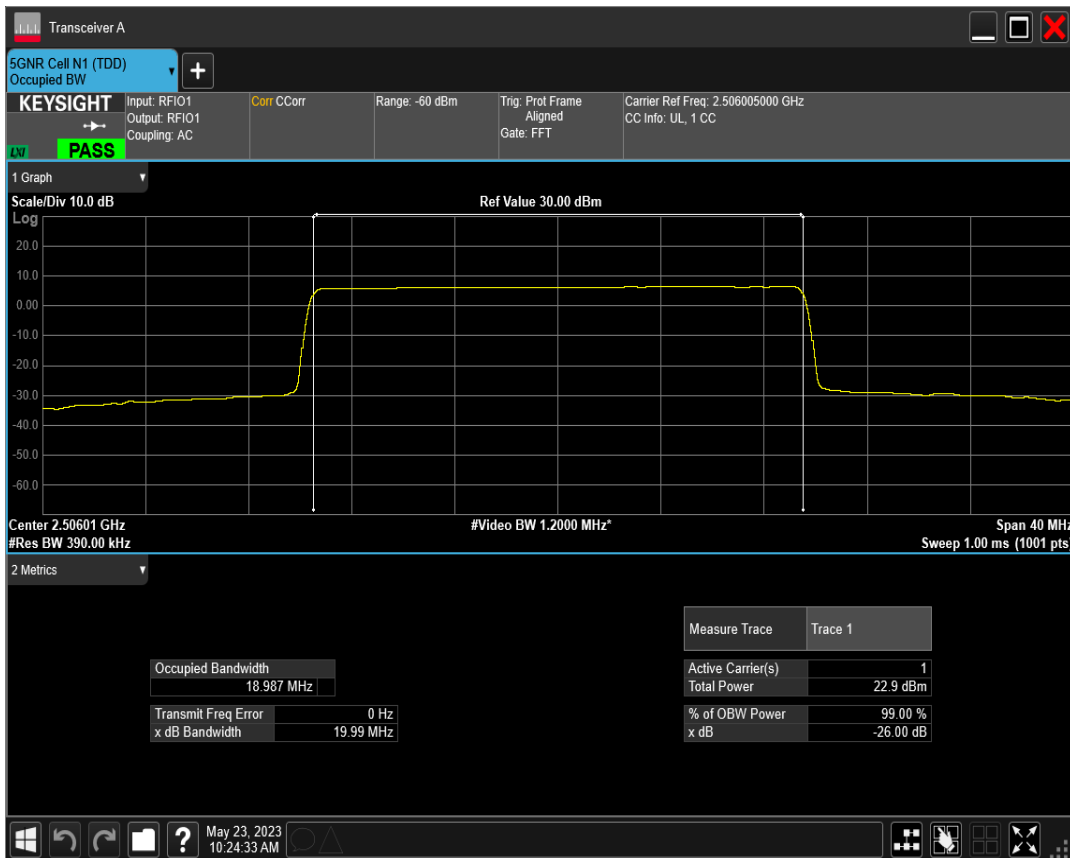 Transceiver A
5GNR Cell N1 (TDD)
Occupied BW
KEYSIGHT
LXI
PASS
Input: RFIO1
Output: RFIO1
Coupling: AC
Corr CCorr
Range: -60 dBm
Trig: Prot Frame
Aligned
Gate: FFT
Carrier Ref Freq: 2.506005000 GHz
CC Info: UL, 1 CC
1 Graph
Scale/Div 10.0 dB
Ref Value 30.00 dBm
Log
20.0
10.0
0.00
-10.0
-20.0
-30.0
-40.0
-50.0
-60.0
Center 2.50601 GHz
#Video BW 1.2000 MHz*
Span 40 MHz
#Res BW 390.00 kHz
Sweep 1.00 ms (1001 pts)
2 Metrics
Measure Trace Trace 1
Occupied Bandwidth
18.987 MHz
Active Carrier(s) 1
Total Power 22.9 dBm
Transmit Freq Error 0 Hz
x dB Bandwidth 19.99 MHz
% of OBW Power 99.00 %
x dB -26.00 dB
?
May 23, 2023
10:24:33 AM